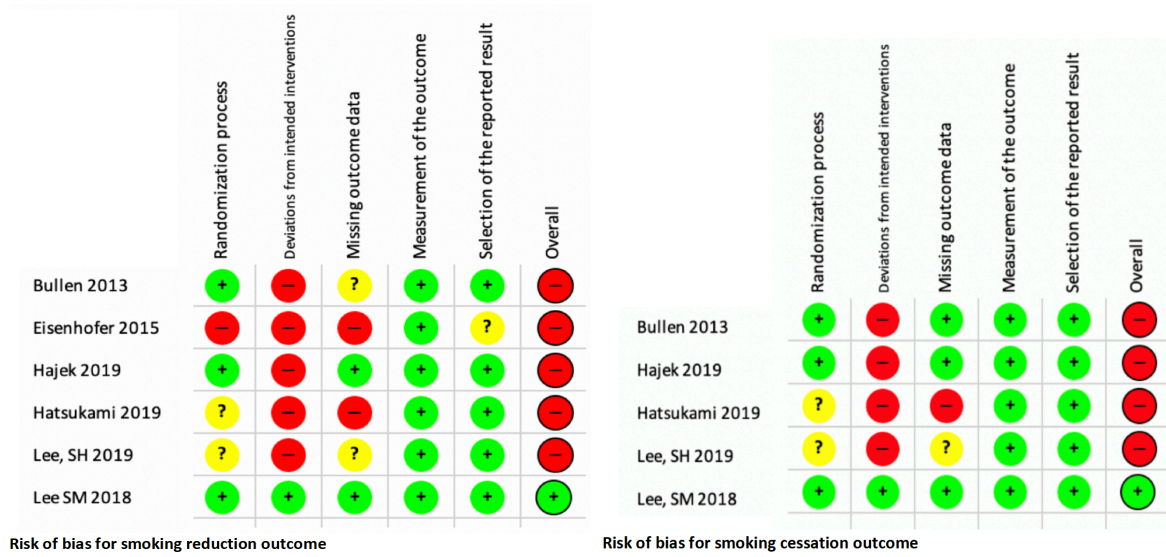 Randomization process
Deviations from intended interventions
Missing outcome data
Measurement of the outcome
Selection of the reported result
Overall
Bullen 2013 + − ? + + −
Eisenhofer 2015 − − − + ? −
Hajek 2019 + − + + + −
Hatsukami 2019 ? − − + + −
Lee, SH 2019 ? − ? + + −
Lee SM 2018 + + + + + +
Risk of bias for smoking reduction outcome
Randomization process
Deviations from intended interventions
Missing outcome data
Measurement of the outcome
Selection of the reported result
Overall
Bullen 2013 + − + + + −
Hajek 2019 + − + + + −
Hatsukami 2019 ? − − + + −
Lee, SH 2019 ? − ? + + −
Lee, SM 2018 + + + + + +
Risk of bias for smoking cessation outcome